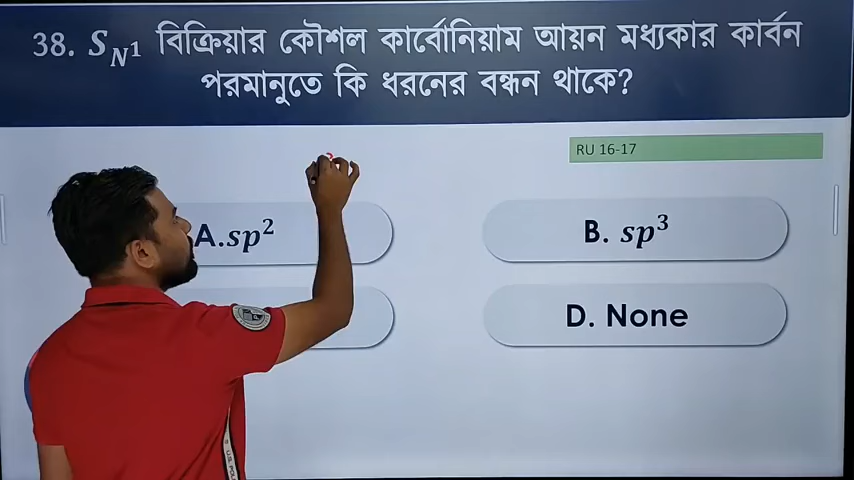 38. S_N1 বিক্রিয়ার কৌশল কার্বোনিয়াম আয়ন মধ্যকার কার্বন
পরমানুতে কি ধরনের বন্ধন থাকে?
RU 16-17
A.sp²
B. sp³
D. None